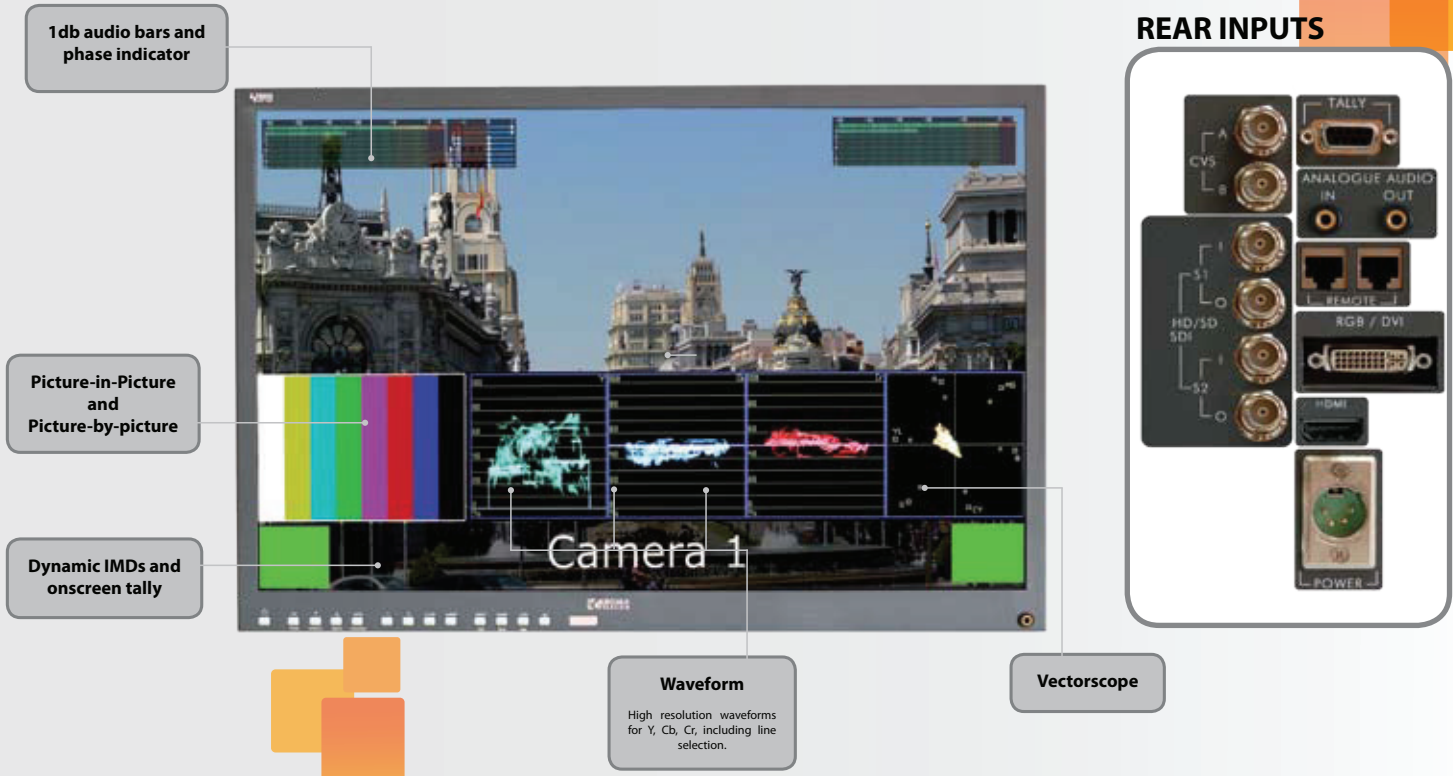 1db audio bars and
phase indicator
REAR INPUTS
TALLY
A
CVS
B
ANALOGUE AUDIO
IN OUT
I
S1
O
REMOTE
HD/SD
SDI
RGB / DVI
I
S2
O
HDMI
POWER
Picture-in-Picture
and
Picture-by-picture
Dynamic IMDs and
onscreen tally
Camera 1
Waveform
High resolution waveforms
for Y, Cb, Cr, including line
selection.
Vectorscope